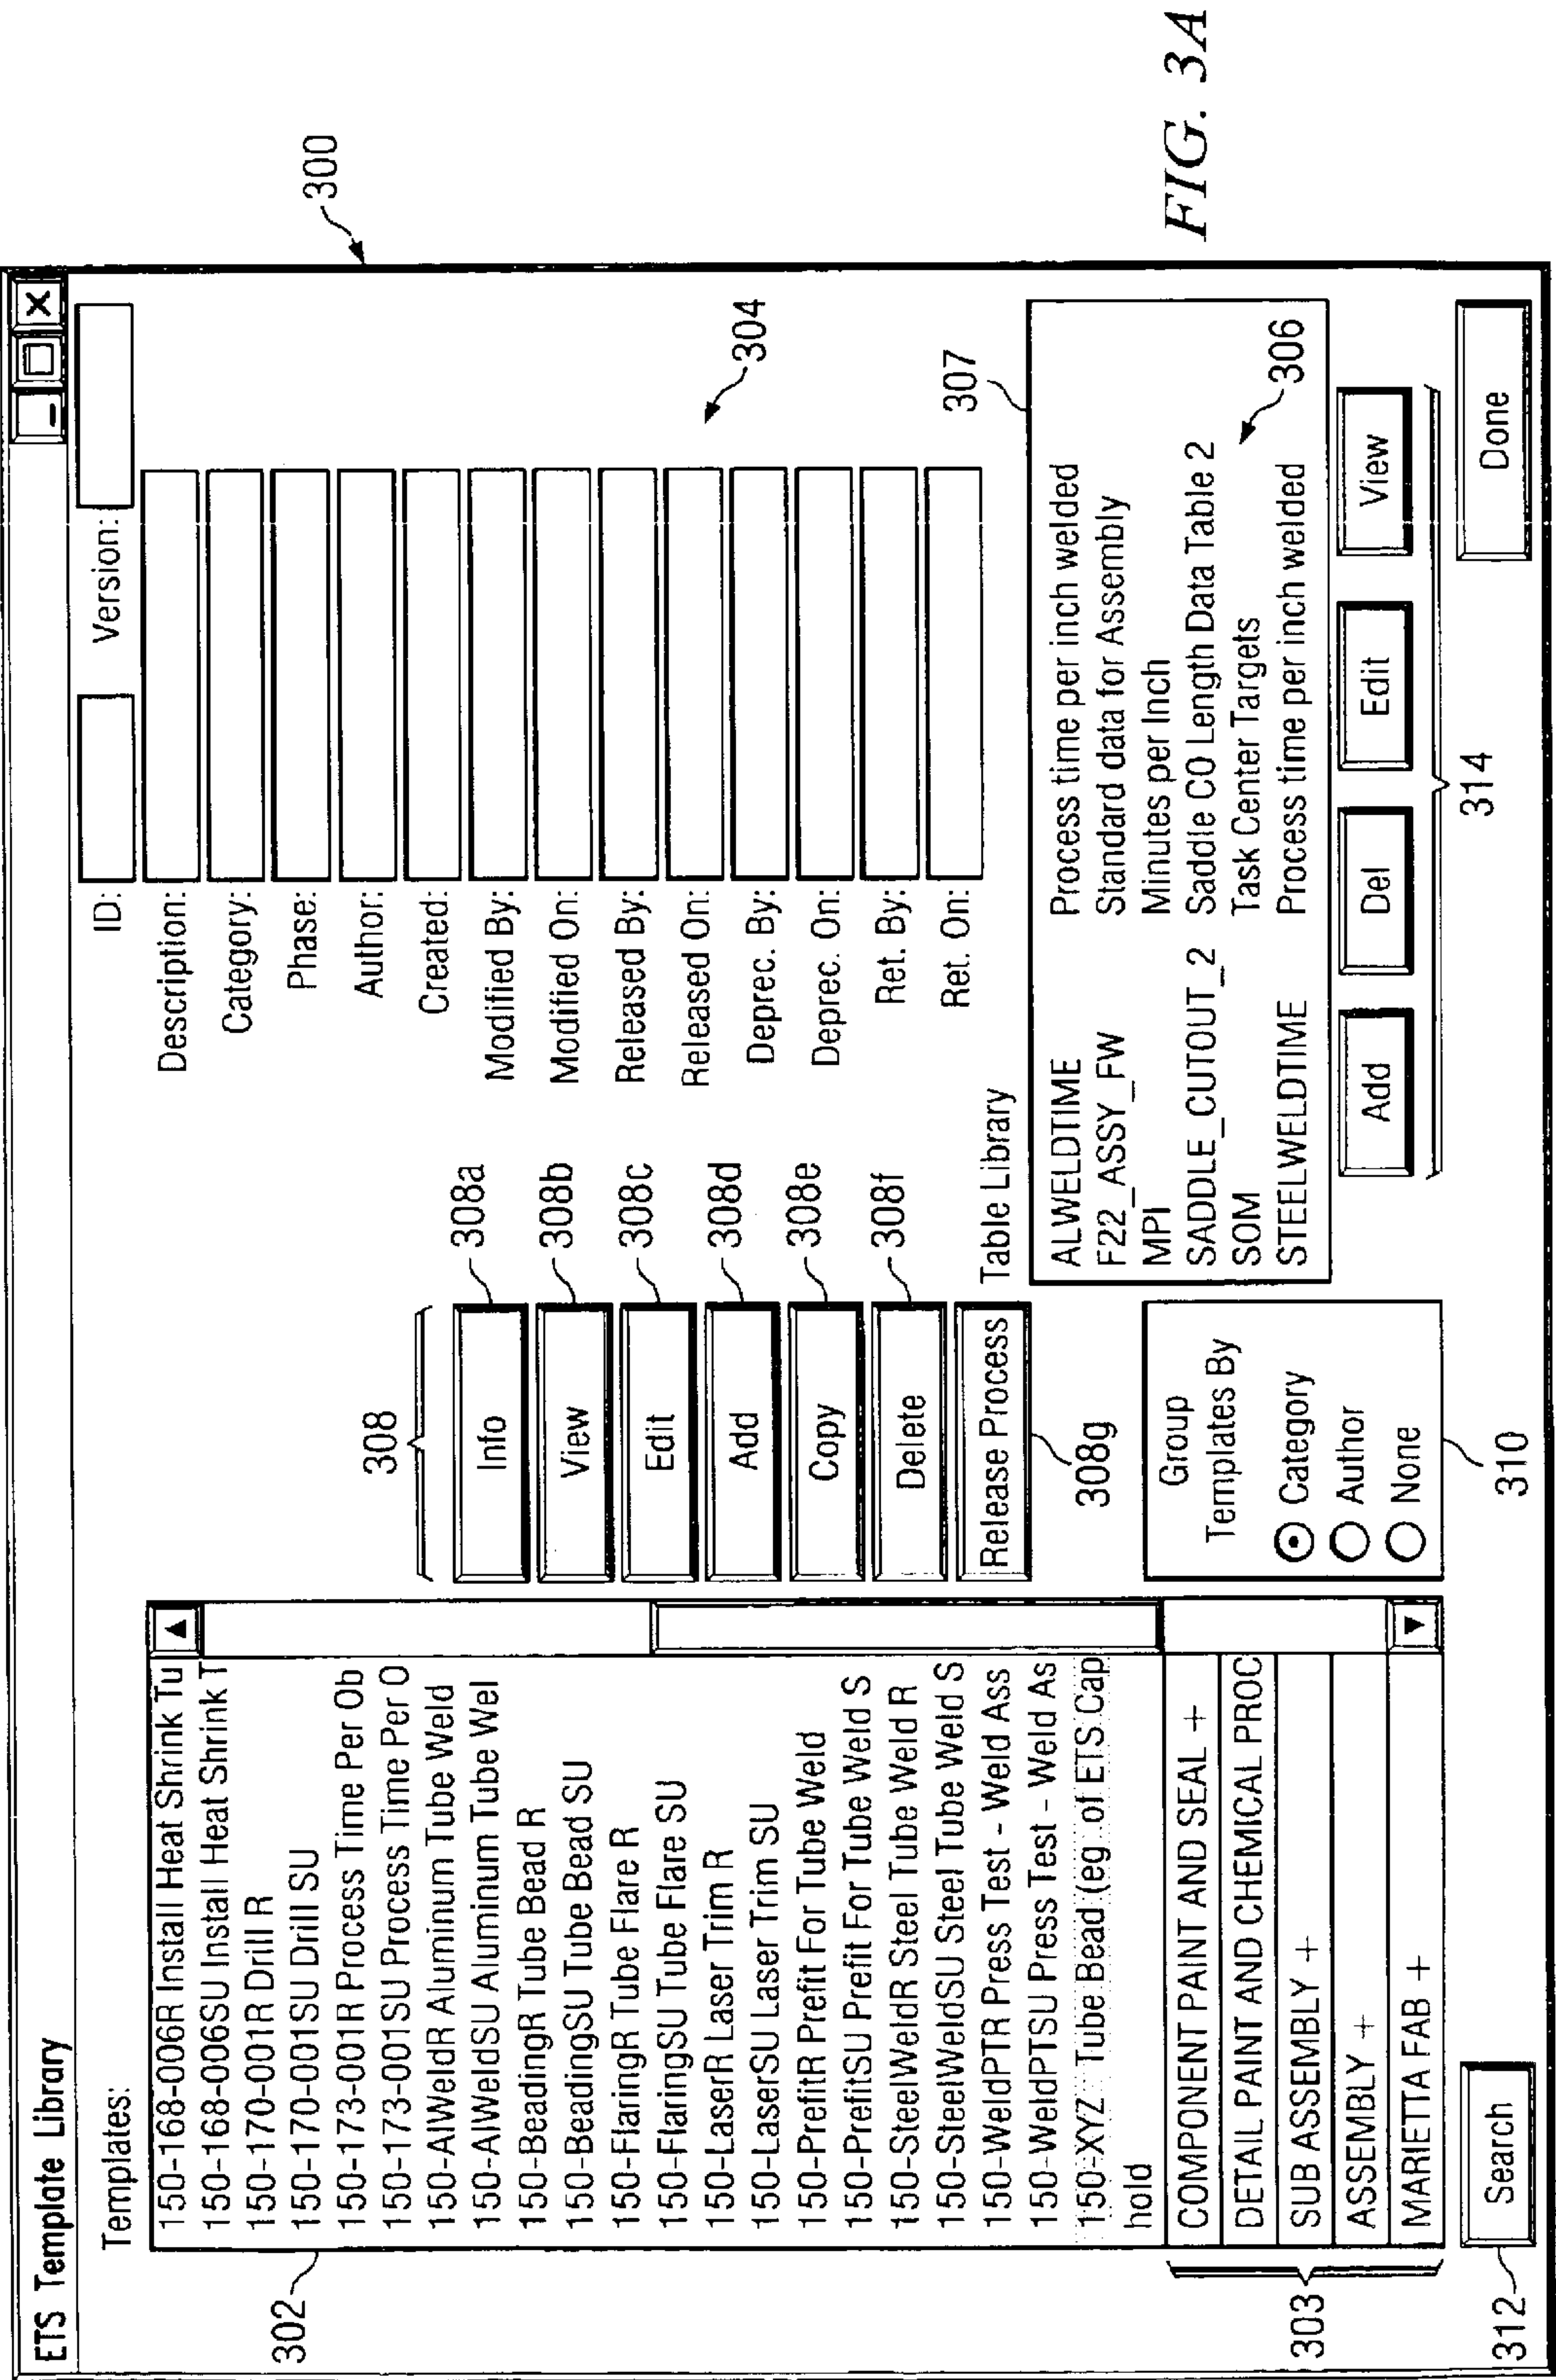 ETS Template Library
Templates:
150-168-006R Install Heat Shrink Tu
150-168-006SU Install Heat Shrink T
150-170-001R Drill R
150-170-001SU Drill SU
150-173-001R Process Time Per Ob
150-173-001SU Process Time Per O
150-AlWeldR Aluminum Tube Weld
150-AlWeldSU Aluminum Tube Wel
150-BeadingR Tube Bead R
150-BeadingSU Tube Bead SU
150-FlaringR Tube Flare R
150-FlaringSU Tube Flare SU
150-LaserR Laser Trim R
150-LaserSU Laser Trim SU
150-PrefitR Prefit For Tube Weld
150-PrefitSU Prefit For Tube Weld S
150-SteelWeldR Steel Tube Weld R
150-SteelWeldSU Steel Tube Weld S
150-WeldPTR Press Test - Weld Ass
150-WeldPTSU Press Test - Weld As
150-XYZ Tube Bead (eg .of ETS Cap
hold
COMPONENT PAINT AND SEAL +
DETAIL PAINT AND CHEMICAL PROC
SUB ASSEMBLY +
ASSEMBLY +
MARIETTA FAB +
302
303
312
Search
308
Info
308a
View
308b
Edit
308c
Add
308d
Copy
308e
Delete
308f
Release Process
308g
Group
Templates By
Category
Author
None
310
ID:
Version:
Description:
Category:
Phase:
Author:
Created:
Modified By:
Modified On:
Released By:
Released On:
Deprec. By:
Deprec. On:
Ret. By:
Ret. On:
304
300
Table Library
307
ALWELDTIME Process time per inch welded
F22_ASSY_FW Standard data for Assembly
MPI Minutes per Inch
SADDLE_CUTOUT_2 Saddle CO Length Data Table 2
SOM Task Center Targets
STEELWELDTIME Process time per inch welded
306
Add Del Edit View
314
Done
FIG. 3A